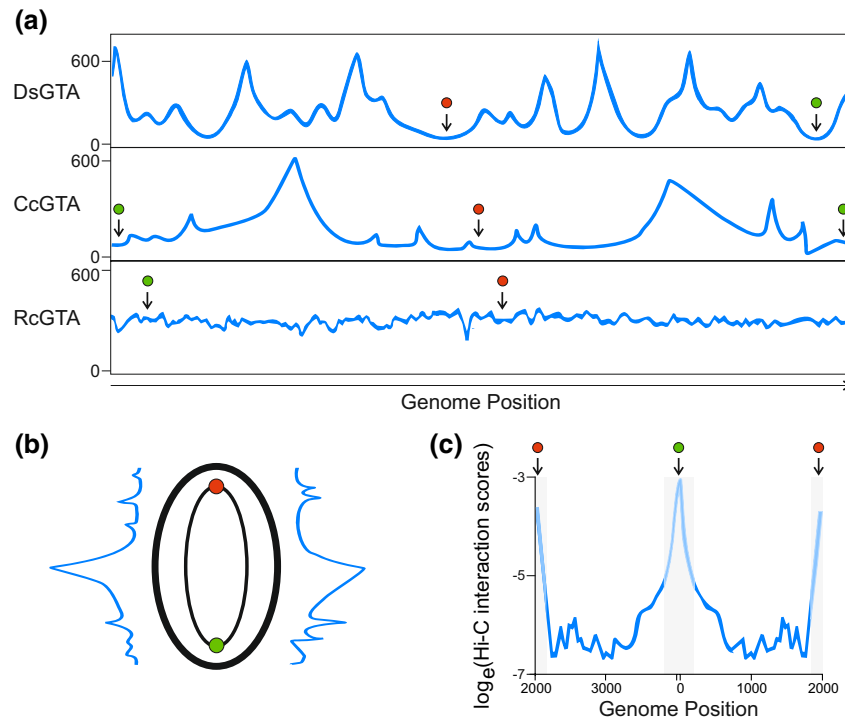 (a)
600
DsGTA
0
600
CcGTA
0
600
RcGTA
0
Genome Position
(b)
(c)
logₑ(Hi-C interaction scores)
-3
-5
-7
2000 3000 0 1000 2000
Genome Position